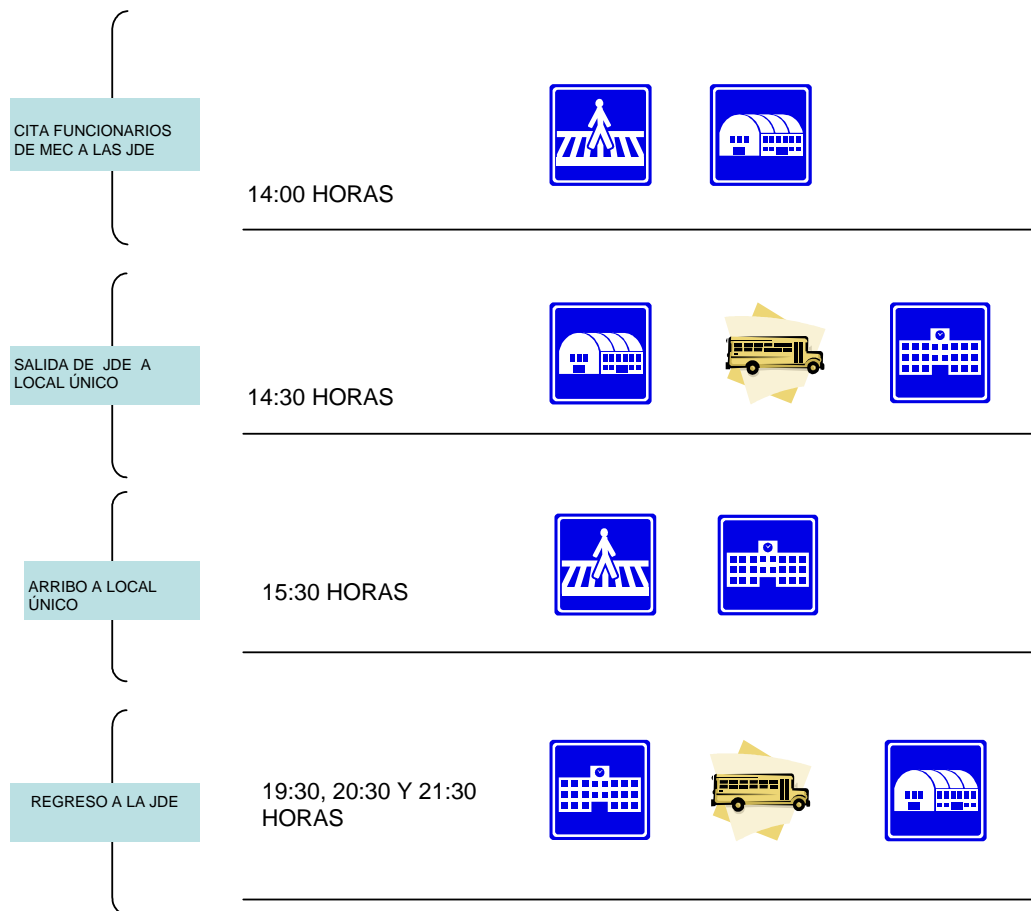 CITA FUNCIONARIOS
DE MEC A LAS JDE
14:00 HORAS
SALIDA DE JDE A
LOCAL ÚNICO
14:30 HORAS
ARRIBO A LOCAL
ÚNICO
15:30 HORAS
REGRESO A LA JDE
19:30, 20:30 Y 21:30
HORAS